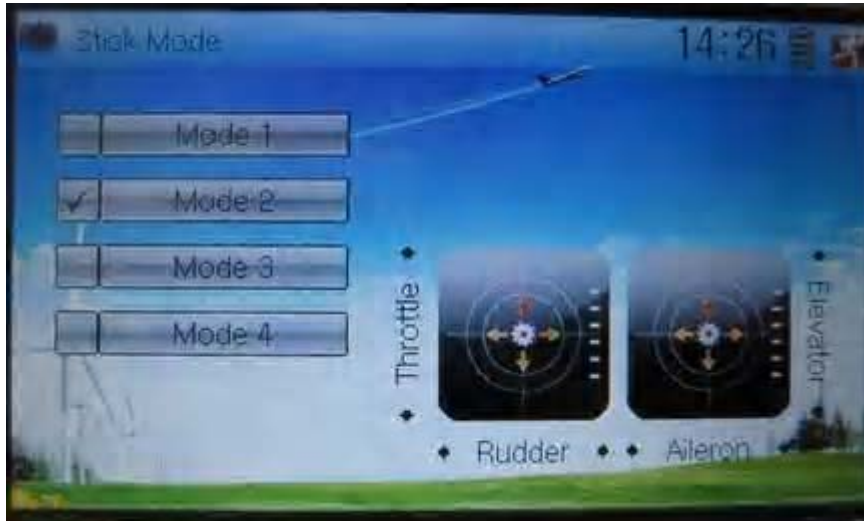 Stick Mode
14:26
Mode 1
Mode 2
Mode 3
Mode 4
Throttle
Elevator
Rudder
Aileron